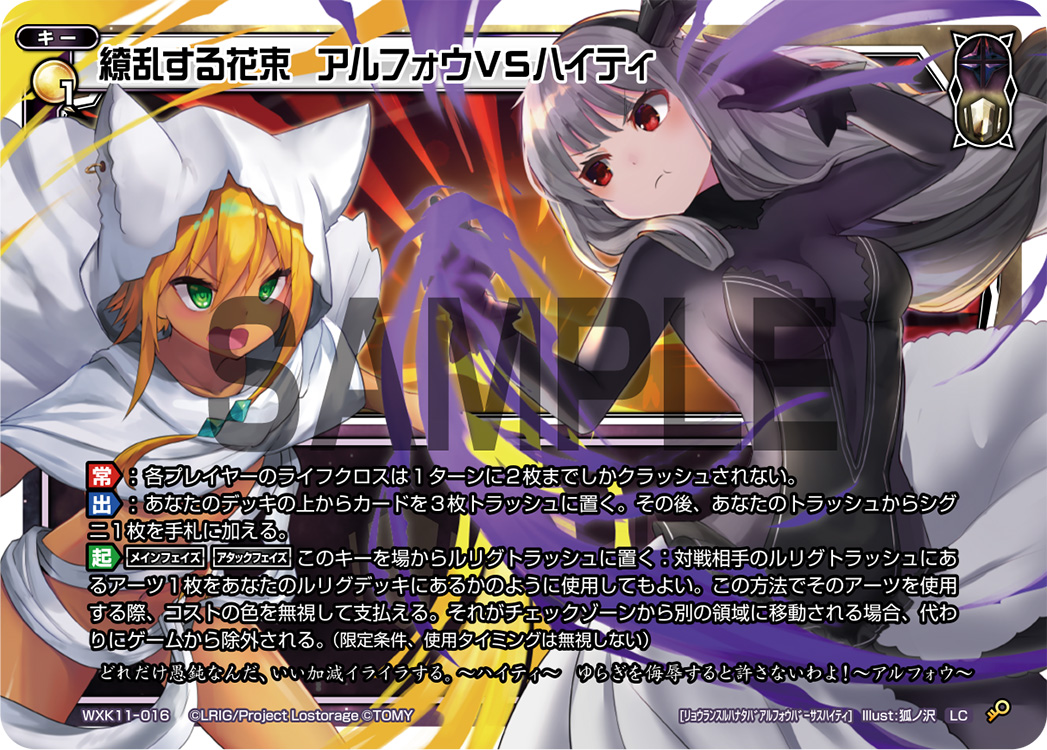 キー
繚乱する花束 アルフォウVSハイティ
1
SAMPLE
常：各プレイヤーのライフクロスは１ターンに２枚までしかクラッシュされない。
出：あなたのデッキの上からカードを３枚トラッシュに置く。その後、あなたのトラッシュからシグ
ニ１枚を手札に加える。
起 メインフェイズ アタックフェイズ このキーを場からルリグトラッシュに置く：対戦相手のルリグトラッシュにあ
るアーツ１枚をあなたのルリグデッキにあるかのように使用してもよい。この方法でそのアーツを使用
する際、コストの色を無視して支払える。それがチェックゾーンから別の領域に移動される場合、代わ
りにゲームから除外される。（限定条件、使用タイミングは無視しない）
どれだけ愚鈍なんだ、いい加減イライラする。～ハイティ～ ゆらぎを侮辱すると許さないわよ！～アルフォウ～
WXK11-016 ©LRIG/Project Lostorage ©TOMY [リョウランスルハナタバアルフォウバーサスハイティ] Illust:狐ノ沢 LC